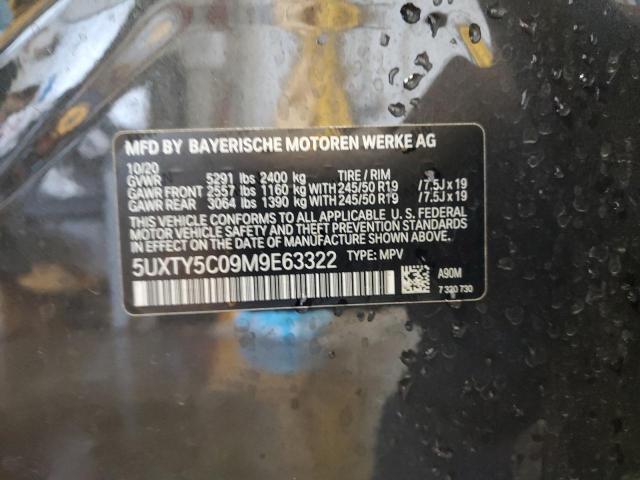 MFD BY BAYERISCHE MOTOREN WERKE AG
10/20
GVWR 5291 lbs 2400 kg TIRE / RIM
GAWR FRONT 2557 lbs 1160 kg WITH 245/50 R19 / 7.5J x 19
GAWR REAR 3064 lbs 1390 kg WITH 245/50 R19 / 7.5J x 19
THIS VEHICLE CONFORMS TO ALL APPLICABLE U. S. FEDERAL
MOTOR VEHICLE SAFETY AND THEFT PREVENTION STANDARDS
IN EFFECT ON THE DATE OF MANUFACTURE SHOWN ABOVE.
5UXTY5C09M9E63322 TYPE: MPV
A90M
7 320 730